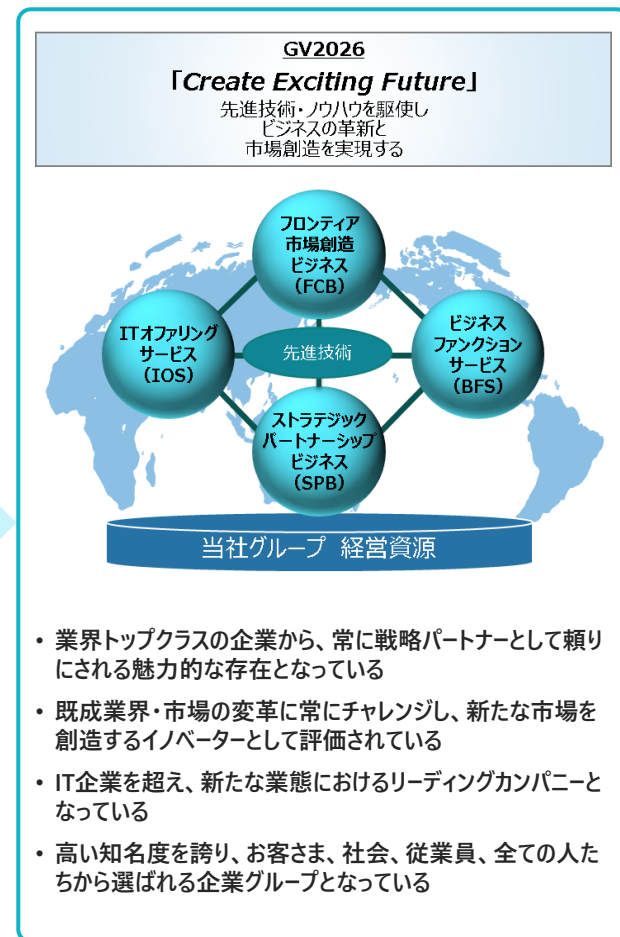 GV2026
「Create Exciting Future」
先進技術・ノウハウを駆使し
ビジネスの革新と
市場創造を実現する
フロンティア
市場創造
ビジネス
(FCB)
ITオファリング
サービス
(IOS)
先進技術
ビジネス
ファンクション
サービス
(BFS)
ストラテジック
パートナーシップ
ビジネス
(SPB)
当社グループ 経営資源
• 業界トップクラスの企業から、常に戦略パートナーとして頼り
にされる魅力的な存在となっている
• 既成業界・市場の変革に常にチャレンジし、新たな市場を
創造するイノベーターとして評価されている
• IT企業を超え、新たな業態におけるリーディングカンパニーと
なっている
• 高い知名度を誇り、お客さま、社会、従業員、全ての人た
ちから選ばれる企業グループとなっている